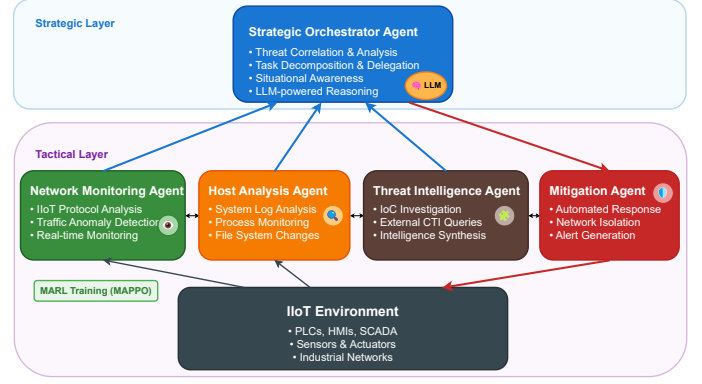 Strategic Layer
Strategic Orchestrator Agent
• Threat Correlation & Analysis
• Task Decomposition & Delegation
• Situational Awareness
• LLM-powered Reasoning
LLM
Tactical Layer
Network Monitoring Agent
• IIoT Protocol Analysis
• Traffic Anomaly Detection
• Real-time Monitoring
Host Analysis Agent
• System Log Analysis
• Process Monitoring
• File System Changes
Threat Intelligence Agent
• IoC Investigation
• External CTI Queries
• Intelligence Synthesis
Mitigation Agent
• Automated Response
• Network Isolation
• Alert Generation
MARL Training (MAPPO)
IIoT Environment
• PLCs, HMIs, SCADA
• Sensors & Actuators
• Industrial Networks